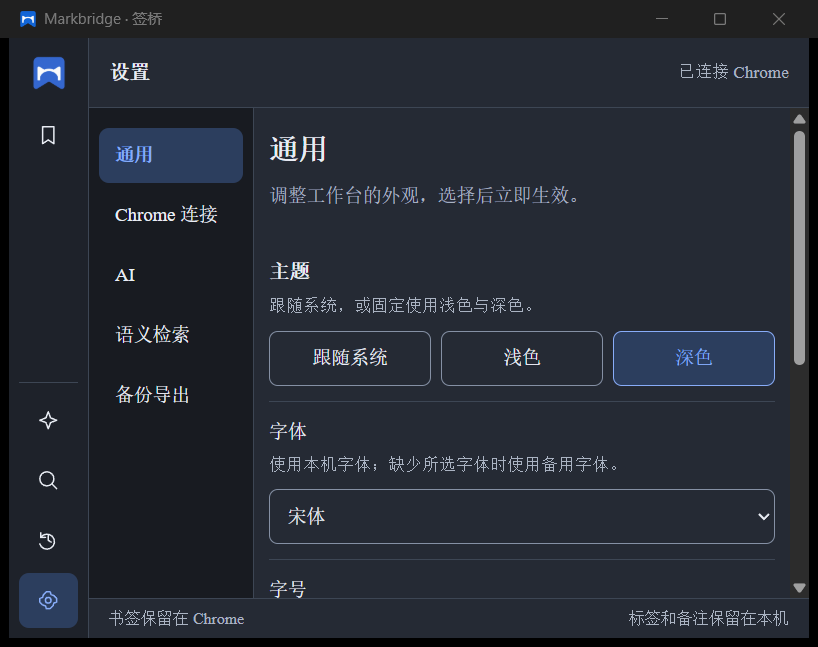 Markbridge · 签桥
设置
已连接 Chrome
通用
Chrome 连接
AI
语义检索
备份导出
通用
调整工作台的外观，选择后立即生效。
主题
跟随系统，或固定使用浅色与深色。
跟随系统
浅色
深色
字体
使用本机字体；缺少所选字体时使用备用字体。
宋体
字号
书签保留在 Chrome
标签和备注保留在本机